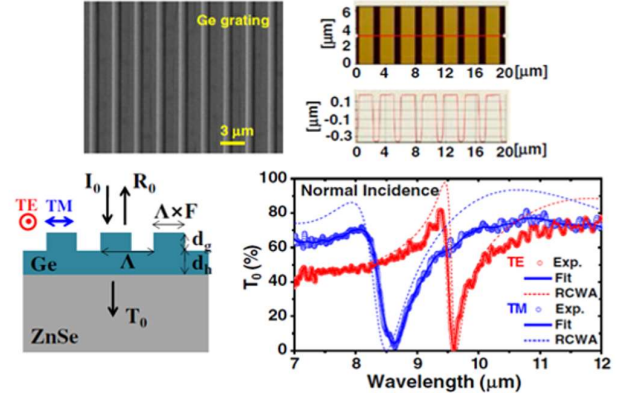 Ge grating
3 μm
6
4
2
0
[μm]
0 4 8 12 16 20[μm]
0.1
-0.1
-0.3
[μm]
0 4 8 12 16 20[μm]
TE TM
I₀ R₀
Λ×F
Λ
d_g
d_h
Ge
T₀
ZnSe
Normal Incidence
100
80
60
40
20
0
T₀ (%)
TE Exp.
Fit
RCWA
TM Exp.
Fit
RCWA
7 8 9 10 11 12
Wavelength (μm)